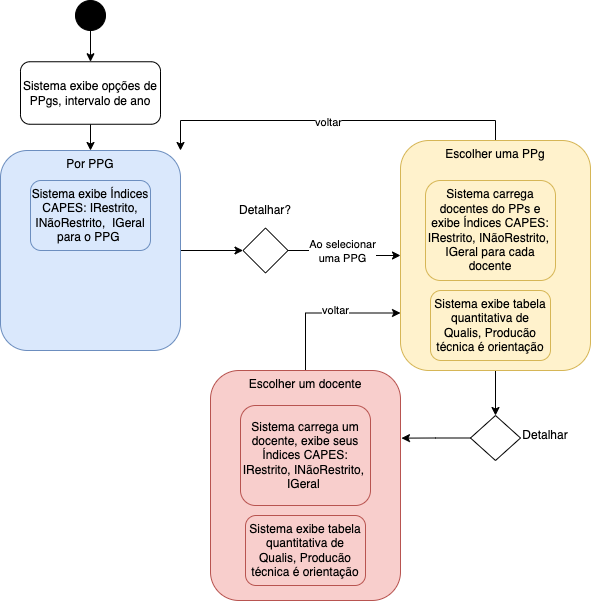 Sistema exibe opções de
PPgs, intervalo de ano
Por PPG
Sistema exibe Índices
CAPES: IRestrito,
INãoRestrito, IGeral
para o PPG
Detalhar?
Ao selecionar
uma PPG
voltar
Escolher uma PPg
Sistema carrega
docentes do PPs e
exibe Índices CAPES:
IRestrito, INãoRestrito,
IGeral para cada
docente
Sistema exibe tabela
quantitativa de
Qualis, Producão
técnica é orientação
Detalhar
voltar
Escolher um docente
Sistema carrega um
docente, exibe seus
Índices CAPES:
IRestrito, INãoRestrito,
IGeral
Sistema exibe tabela
quantitativa de
Qualis, Producão
técnica é orientação